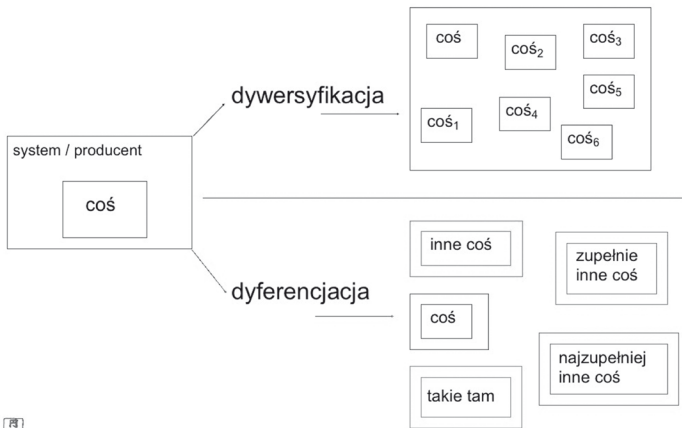 system / producent
coś
dywersyfikacja
coś
coś₂
coś₃
coś₁
coś₄
coś₅
coś₆
dyferencjacja
inne coś
zupełnie
inne coś
coś
najzupełniej
inne coś
takie tam